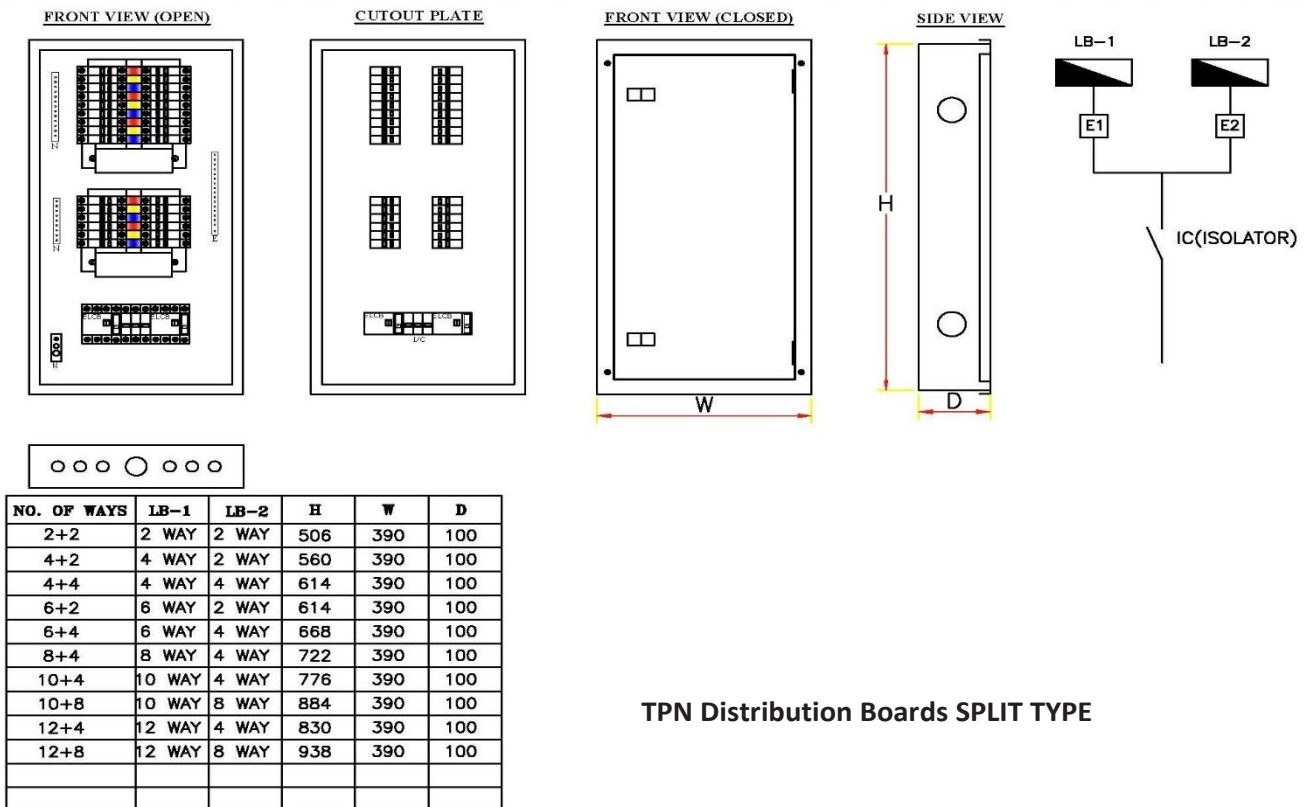 FRONT VIEW (OPEN)
CUTOUT PLATE
FRONT VIEW (CLOSED)
SIDE VIEW
LB-1
LB-2
E1
E2
IC(ISOLATOR)
N
N
E
ELCB
ELCB
N
ELCB
ELCB
I/C
H
W
D
NO. OF WAYS LB-1 LB-2 H W D
2+2 2 WAY 2 WAY 506 390 100
4+2 4 WAY 2 WAY 560 390 100
4+4 4 WAY 4 WAY 614 390 100
6+2 6 WAY 2 WAY 614 390 100
6+4 6 WAY 4 WAY 668 390 100
8+4 8 WAY 4 WAY 722 390 100
10+4 10 WAY 4 WAY 776 390 100
10+8 10 WAY 8 WAY 884 390 100
12+4 12 WAY 4 WAY 830 390 100
12+8 12 WAY 8 WAY 938 390 100
TPN Distribution Boards SPLIT TYPE